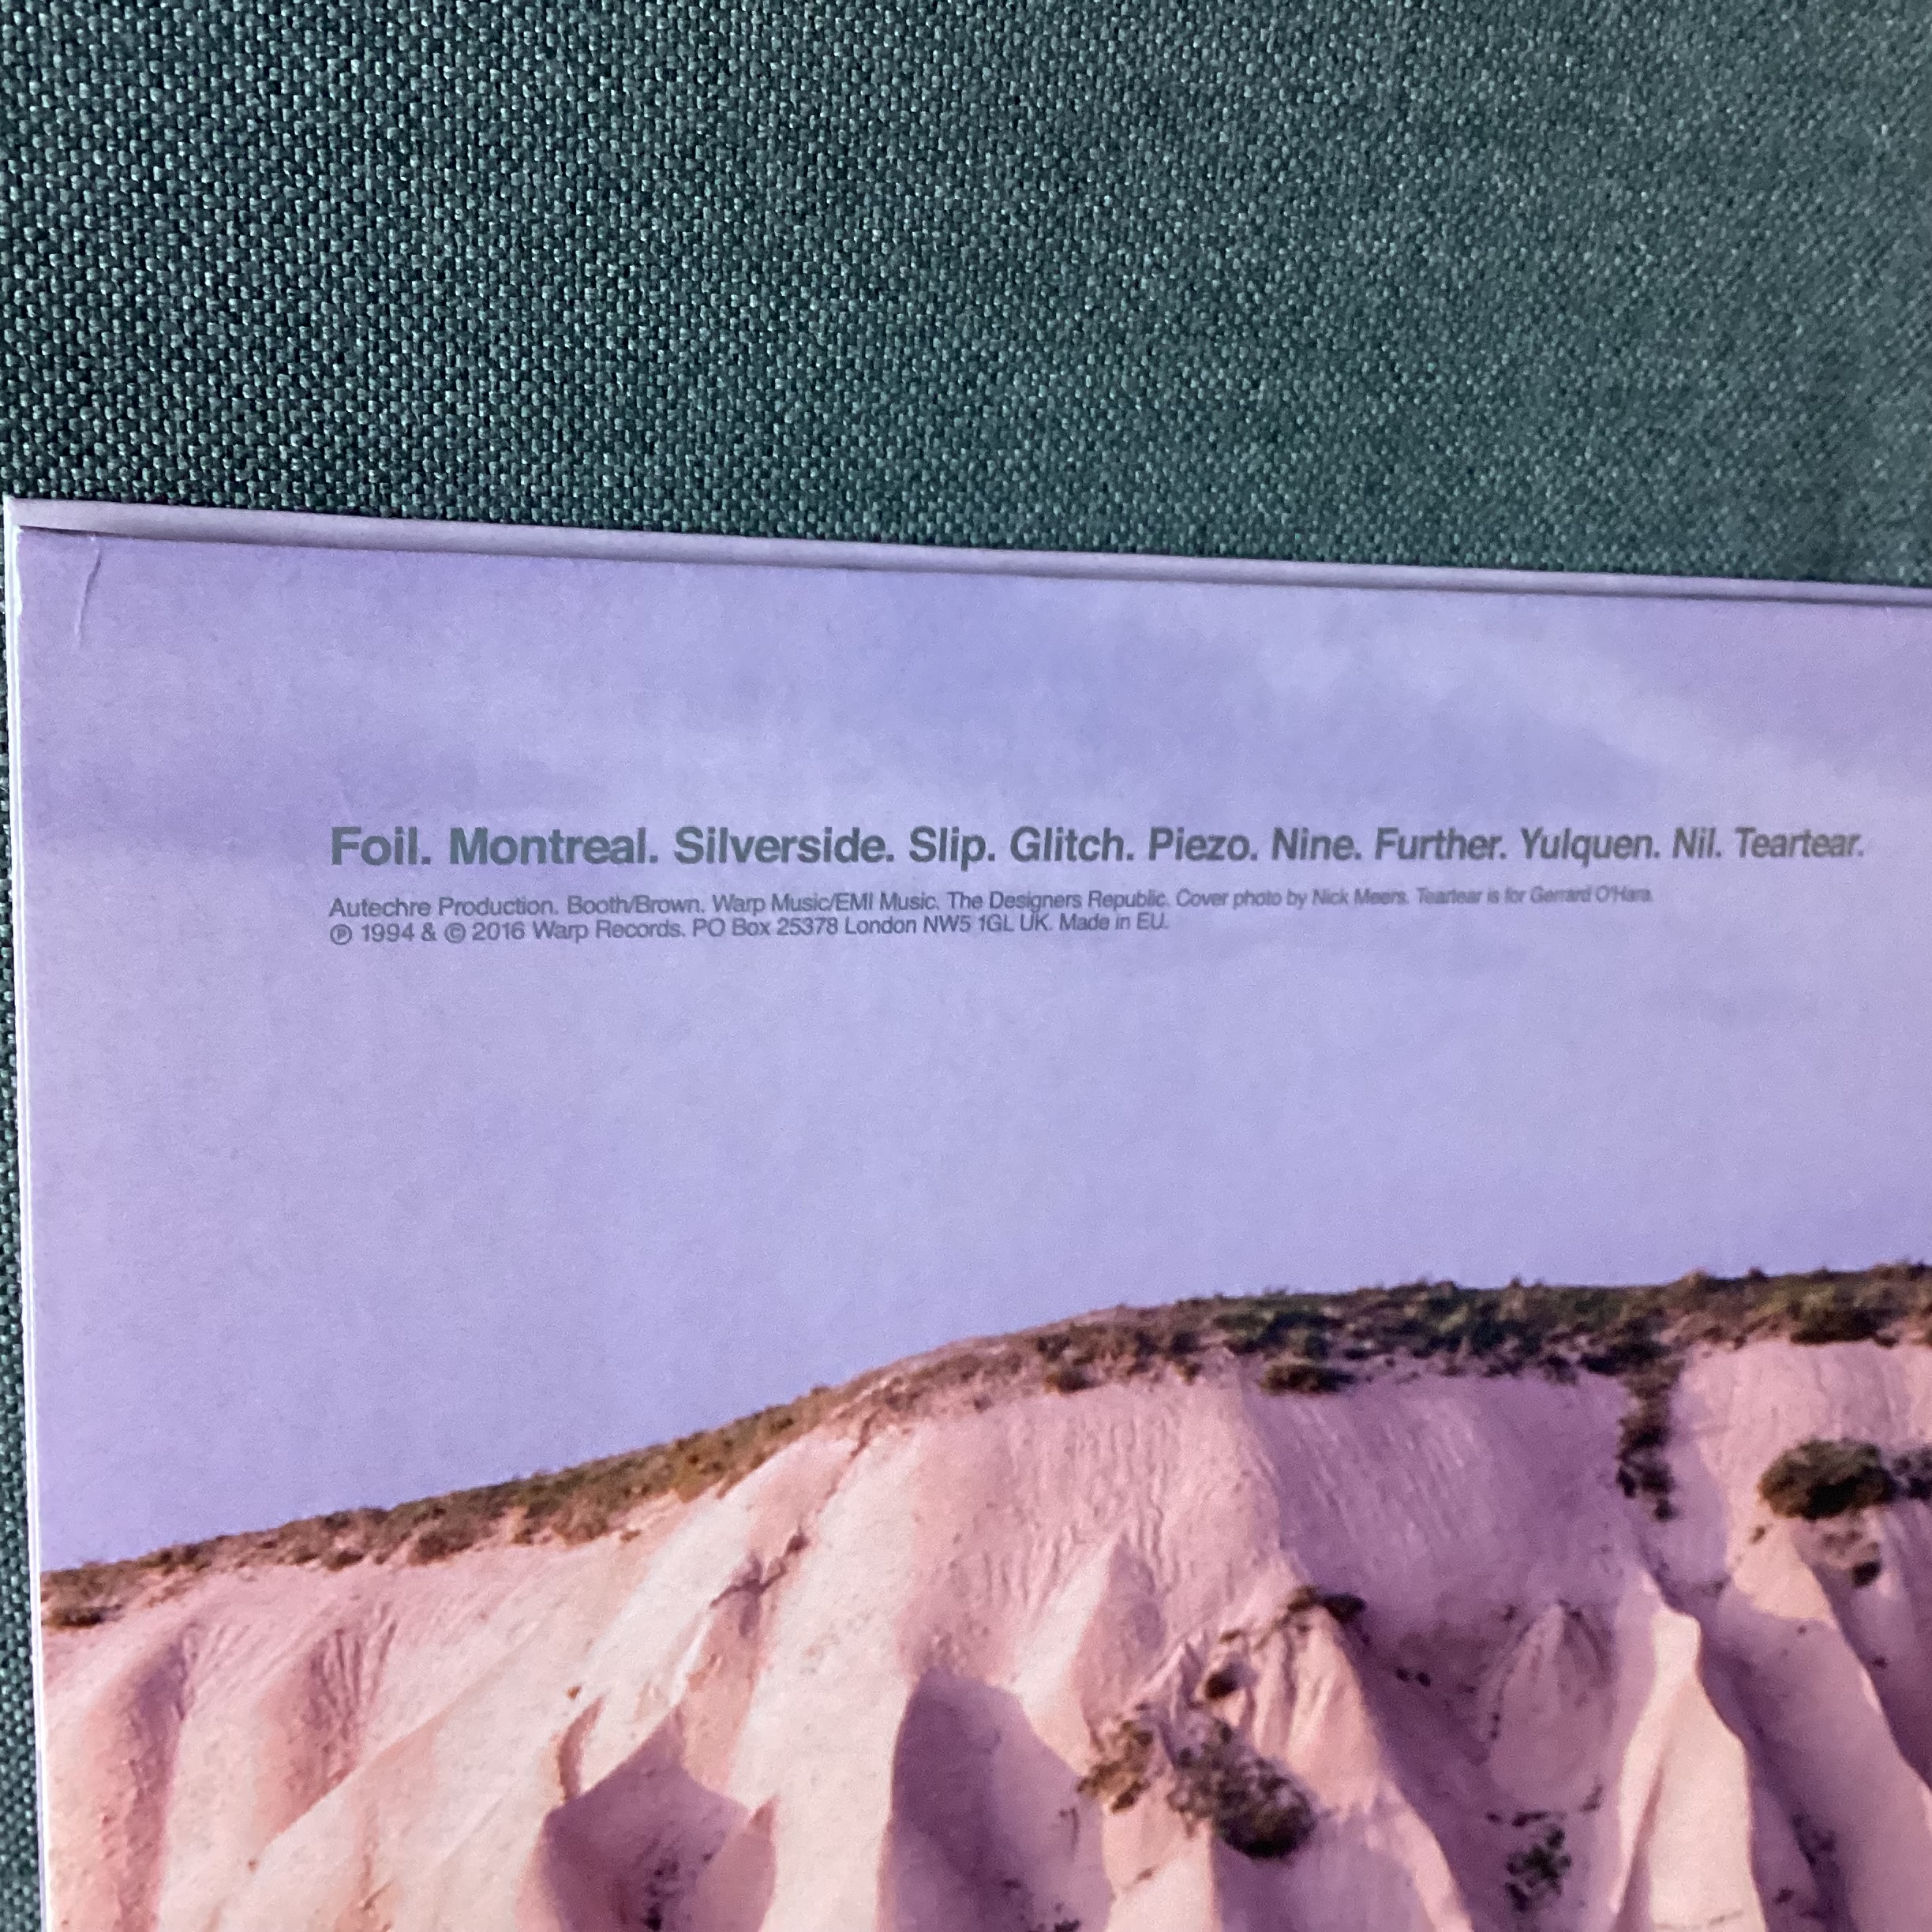 Foil. Montreal. Silverside. Slip. Glitch. Piezo. Nine. Further. Yulquen. Nil. Teartear.
Autechre Production. Booth/Brown. Warp Music/EMI Music. The Designers Republic. Cover photo by Nick Meers. Teartear is for Gerrard O'Hara.
℗ 1994 & © 2016 Warp Records. PO Box 25378 London NW5 1GL UK. Made in EU.